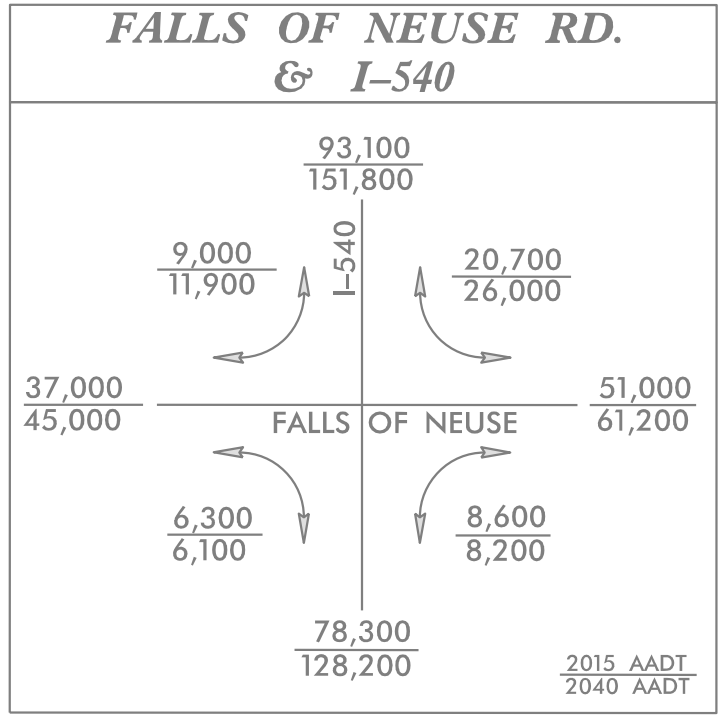 FALLS OF NEUSE RD.
& I–540
93,100
151,800
I–540
9,000
11,900
20,700
26,000
37,000
45,000
51,000
61,200
FALLS OF NEUSE
6,300
6,100
8,600
8,200
78,300
128,200
2015 AADT
2040 AADT